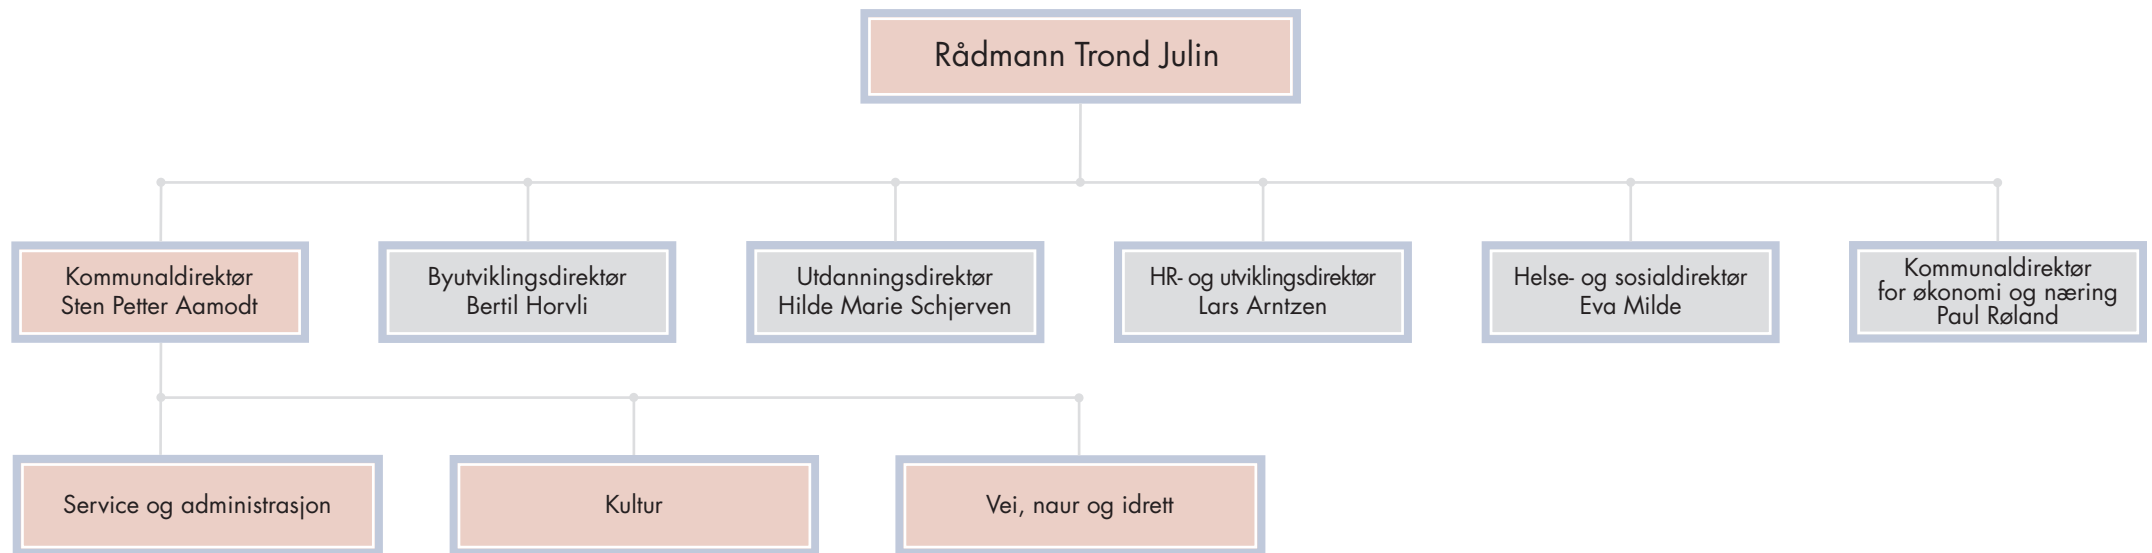 Rådmann Trond Julin
Kommunaldirektør
Sten Petter Aamodt
Byutviklingsdirektør
Bertil Horvli
Utdanningsdirektør
Hilde Marie Schjerven
HR- og utviklingsdirektør
Lars Arntzen
Helse- og sosialdirektør
Eva Milde
Kommunaldirektør
for økonomi og næring
Paul Røland
Service og administrasjon
Kultur
Vei, naur og idrett